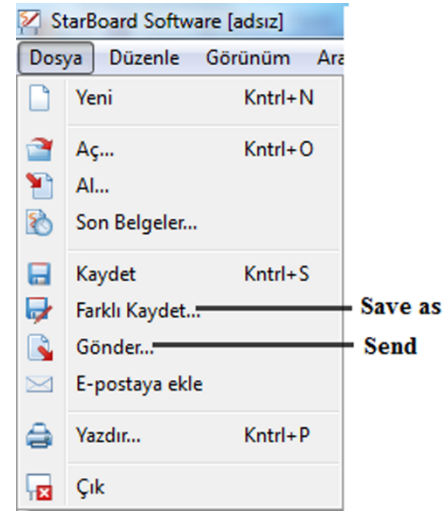 StarBoard Software [adsız]
Dosya Düzenle Görünüm Ara
Yeni Kntrl+N
Aç... Kntrl+O
Al...
Son Belgeler...
Kaydet Kntrl+S
Farklı Kaydet... Save as
Gönder... Send
E-postaya ekle
Yazdır... Kntrl+P
Çık